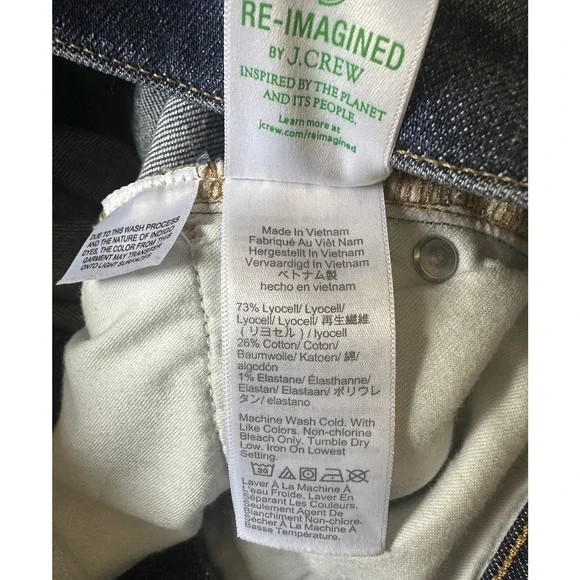 RE-IMAGINED
BY J.CREW
INSPIRED BY THE PLANET
AND ITS PEOPLE.
Learn more at
jcrew.com/reimagined
DUE TO THIS WASH PROCESS
AND THE NATURE OF INDIGO
DYES, THE COLOR FROM THIS
GARMENT MAY TRANSFER
ONTO LIGHT SURFACES
Made In Vietnam
Fabriqué Au Viêt Nam
Hergestellt In Vietnam
Vervaardigd In Vietnam
ベトナム製
hecho en vietnam
73% Lyocell/ Lyocell/
Lyocell/ Lyocell/ 再生繊維
(リヨセル)/ lyocell
26% Cotton/ Coton/
Baumwolle/ Katoen/ 綿/
algodón
1% Elastane/ Élasthanne/
Elastan/ Elastaan/ ポリウレ
タン/ elastano
Machine Wash Cold. With
Like Colors. Non-chlorine
Bleach Only. Tumble Dry
Low. Iron On Lowest
Setting.
30
Laver À La Machine À
L'eau Froide. Laver En
Séparant Les Couleurs.
Seulement Agent De
Blanchiment Non-Chlorant.
Sécher À La Machine À
Basse Température.